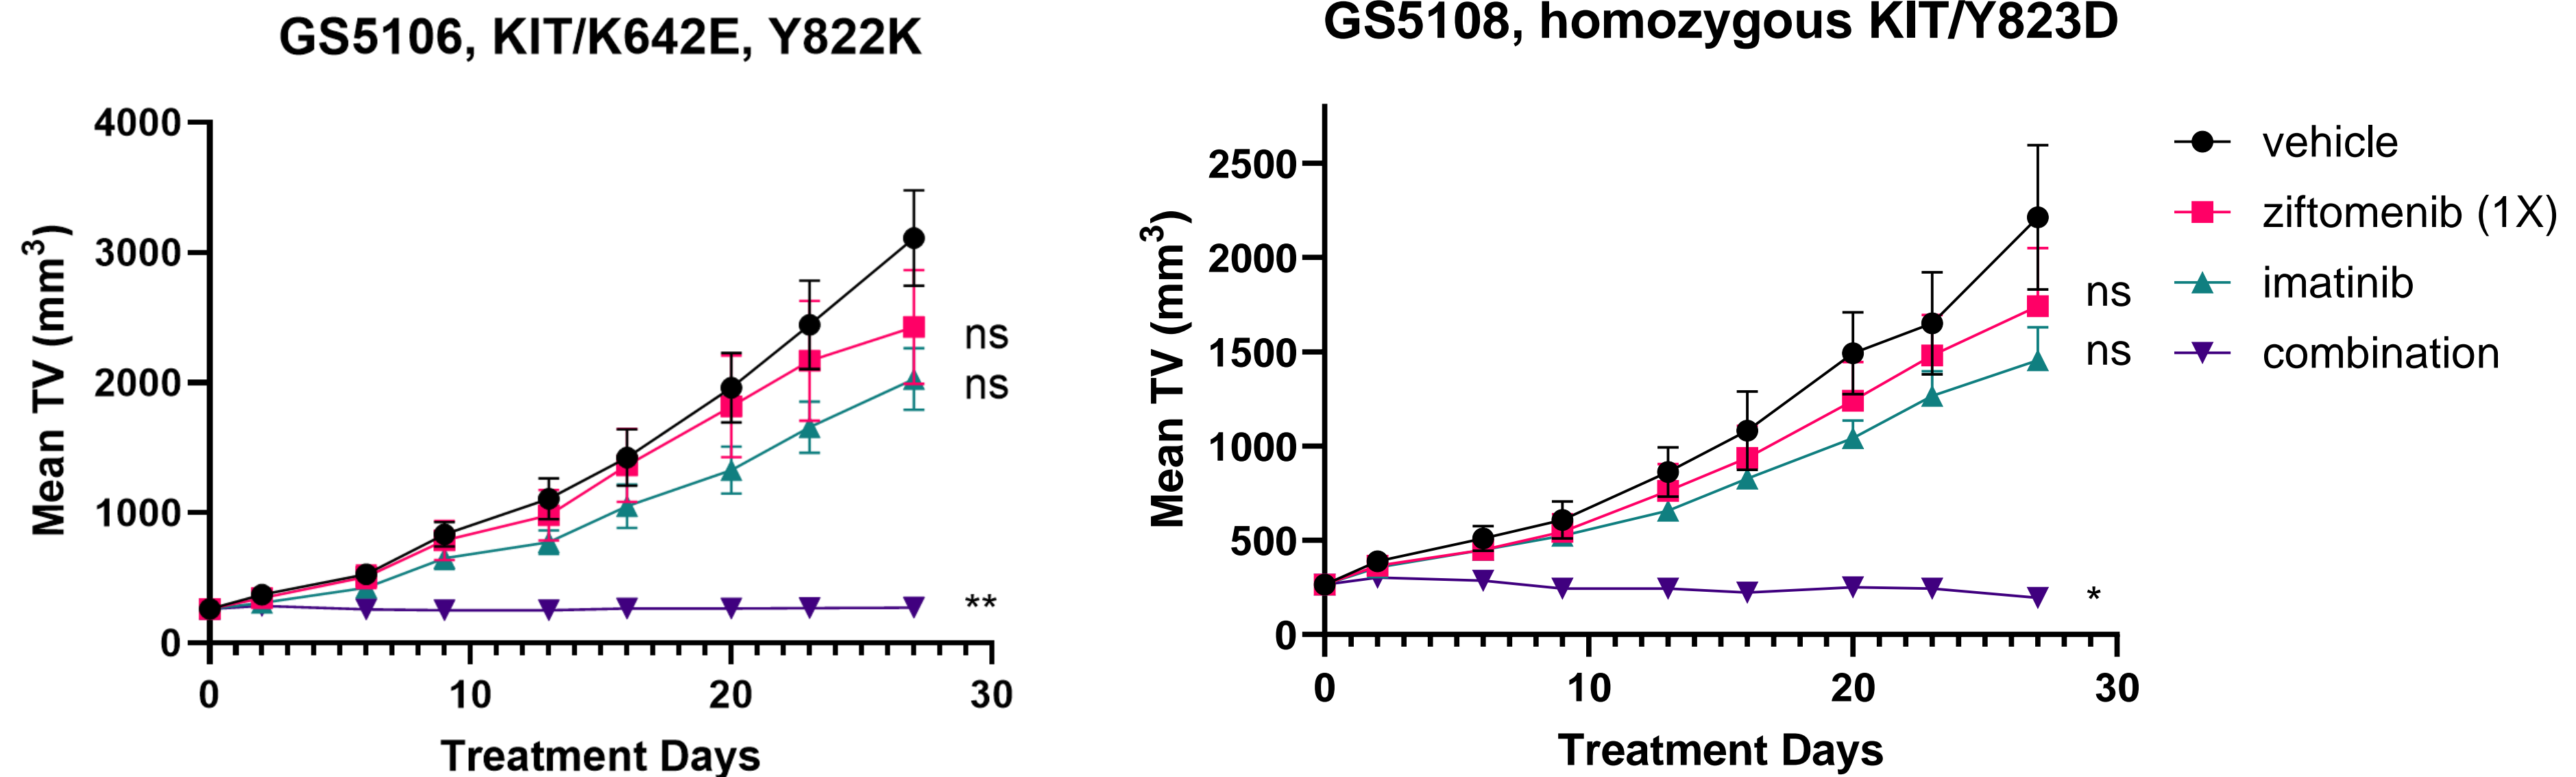 GS5106, KIT/K642E, Y822K
4000
3000
2000
1000
0
Mean TV (mm³)
0 10 20 30
Treatment Days
ns
ns
**
GS5108, homozygous KIT/Y823D
2500
2000
1500
1000
500
0
Mean TV (mm³)
0 10 20 30
Treatment Days
ns
ns
*
vehicle
ziftomenib (1X)
imatinib
combination